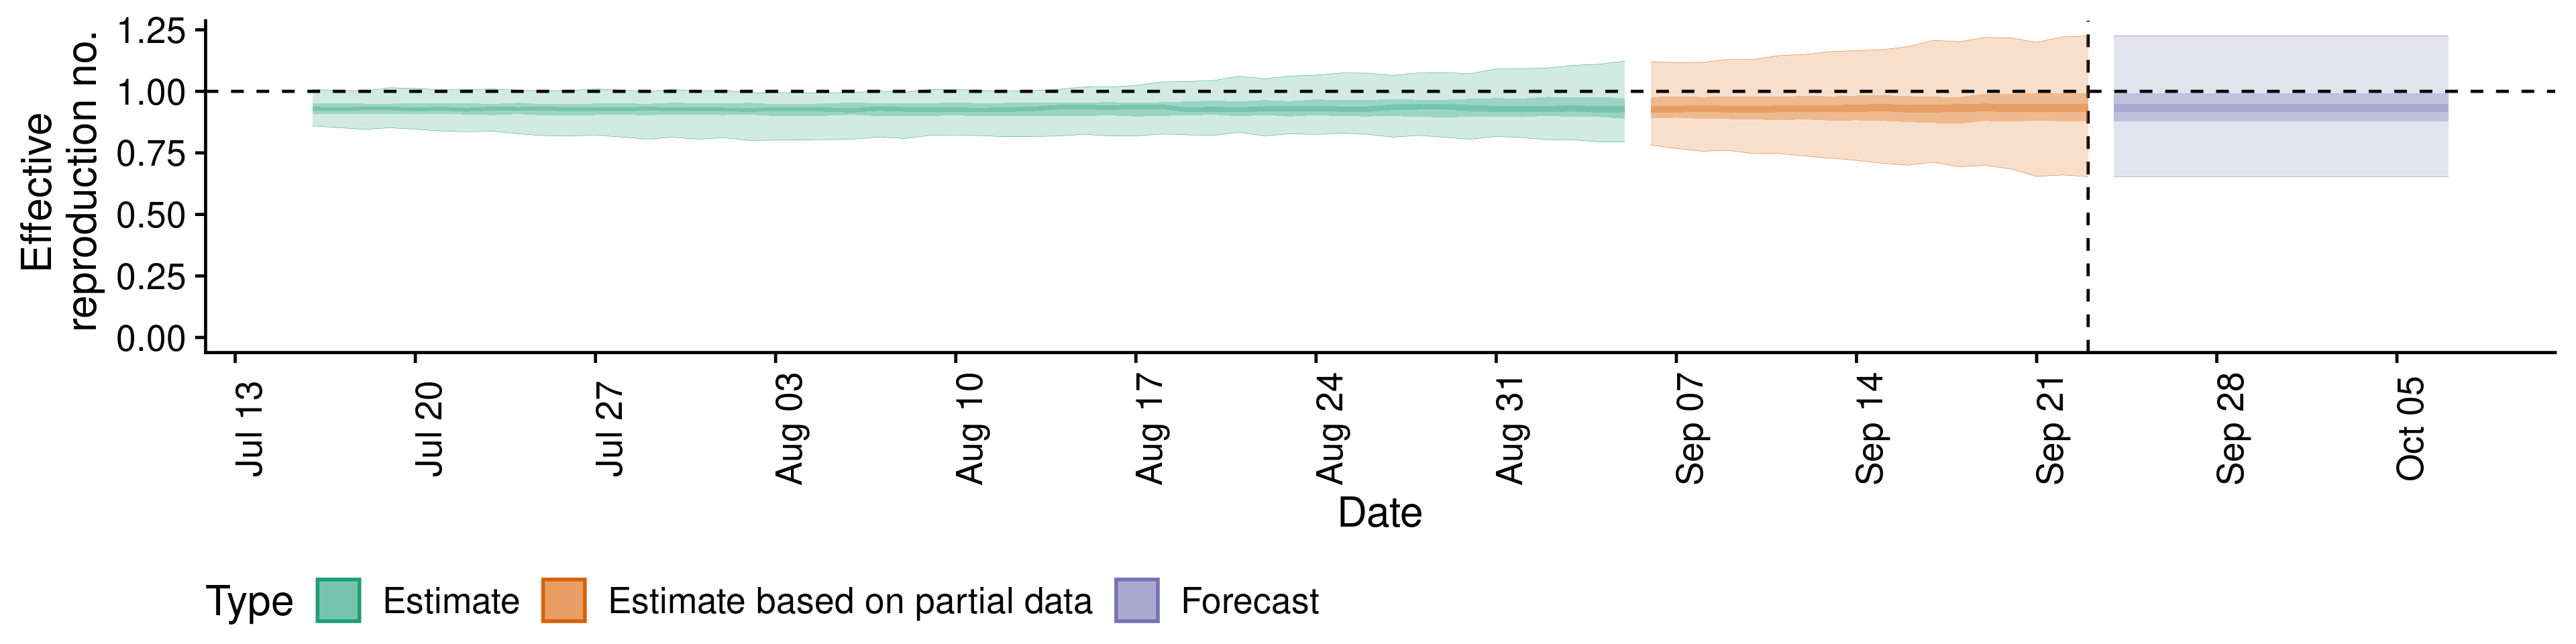 Effective
reproduction no.
1.25
1.00
0.75
0.50
0.25
0.00
Jul 13
Jul 20
Jul 27
Aug 03
Aug 10
Aug 17
Aug 24
Aug 31
Sep 07
Sep 14
Sep 21
Sep 28
Oct 05
Date
Type Estimate Estimate based on partial data Forecast